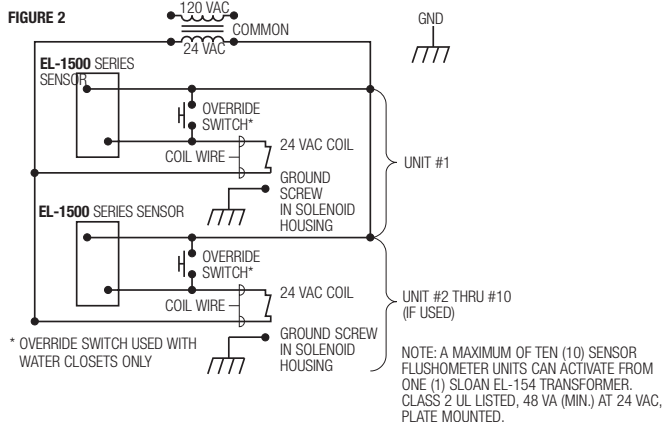 FIGURE 2
120 VAC
COMMON
24 VAC
GND
EL-1500 SERIES
SENSOR
OVERRIDE
SWITCH*
COIL WIRE
24 VAC COIL
GROUND
SCREW
IN SOLENOID
HOUSING
UNIT #1
EL-1500 SERIES SENSOR
OVERRIDE
SWITCH*
COIL WIRE
24 VAC COIL
GROUND SCREW
IN SOLENOID
HOUSING
UNIT #2 THRU #10
(IF USED)
* OVERRIDE SWITCH USED WITH
WATER CLOSETS ONLY
NOTE: A MAXIMUM OF TEN (10) SENSOR
FLUSHOMETER UNITS CAN ACTIVATE FROM
ONE (1) SLOAN EL-154 TRANSFORMER.
CLASS 2 UL LISTED, 48 VA (MIN.) AT 24 VAC,
PLATE MOUNTED.